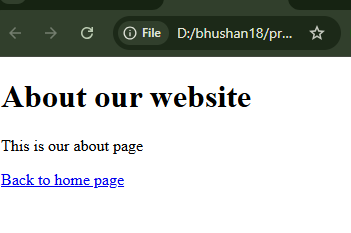 File D:/bhushan18/pr...
About our website
This is our about page
Back to home page